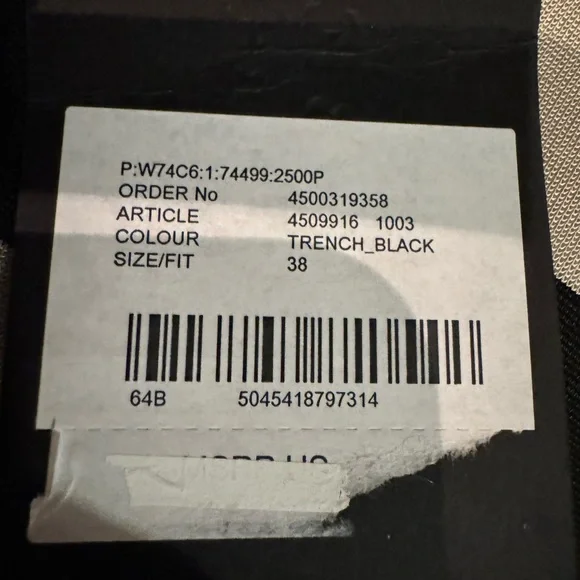 P:W74C6:1:74499:2500P
ORDER No 4500319358
ARTICLE 4509916 1003
COLOUR TRENCH_BLACK
SIZE/FIT 38
64B 5045418797314